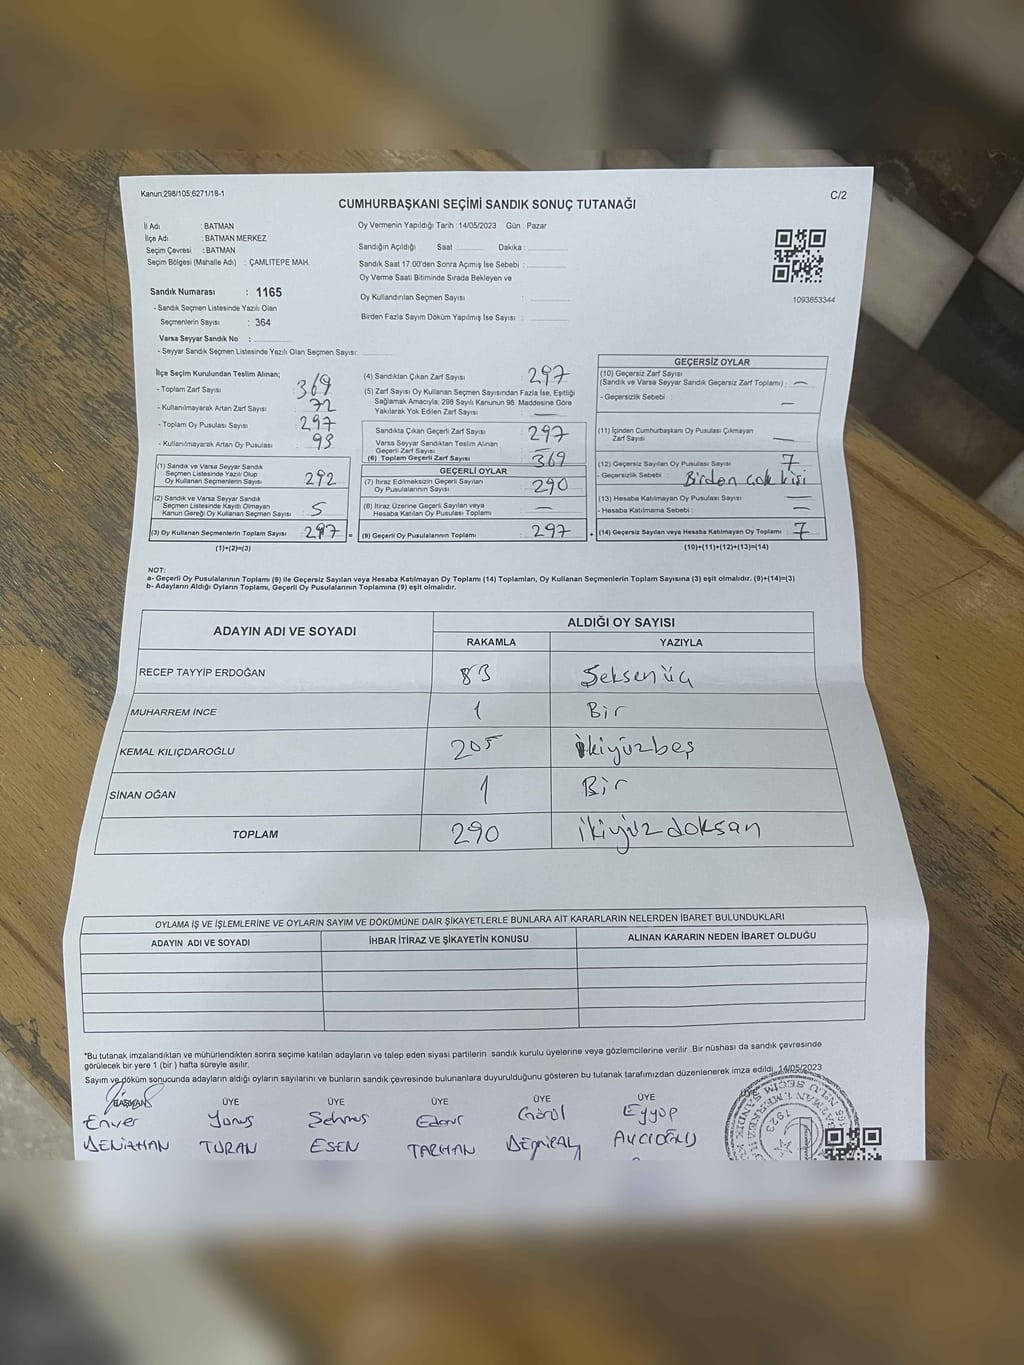 Kanun;298/105;6271/18-1
C/2
CUMHURBAŞKANI SEÇİMİ SANDIK SONUÇ TUTANAĞI
İl Adı : BATMAN
İlçe Adı : BATMAN MERKEZ
Seçim Çevresi : BATMAN
Seçim Bölgesi (Mahalle Adı) : ÇAMLITEPE MAH.
Sandık Numarası : 1165
- Sandık Seçmen Listesinde Yazılı Olan
Seçmenlerin Sayısı : 364
Varsa Seyyar Sandık No :
- Seyyar Sandık Seçmen Listesinde Yazılı Olan Seçmen Sayısı:
Oy Vermenin Yapıldığı Tarih : 14/05/2023 Gün : Pazar
Sandığın Açıldığı Saat Dakika :
Sandık Saat 17.00'den Sonra Açımış İse Sebebi :
Oy Verme Saati Bitiminde Sırada Bekleyen ve
Oy Kullandırılan Seçmen Sayısı :
Birden Fazla Sayım Döküm Yapılmış İse Sayısı :
1093853344
İlçe Seçim Kurulundan Teslim Alınan;
- Toplam Zarf Sayısı 369
- Kullanılmayarak Artan Zarf Sayısı 72
- Toplam Oy Pusulası Sayısı 297
- Kullanılmayarak Artan Oy Pusulası
(1) Sandık ve Varsa Seyyar Sandık
Seçmen Listesinde Yazılı Olup
Oy Kullanan Seçmenlerin Sayısı 292
(2) Sandık ve Varsa Seyyar Sandık
Seçmen Listesinde Kayıtlı Olmayan
Kanun Gereği Oy Kullanan Seçmen Sayısı 5
(3) Oy Kullanan Seçmenlerin Toplam Sayısı 297 =
(1)+(2)=(3)
(4) Sandıktan Çıkan Zarf Sayısı 297
(5) Zarf Sayısı Oy Kullanan Seçmen Sayısından Fazla İse, Eşitliği
Sağlamak Amacıyla; 298 Sayılı Kanunun 98. Maddesine Göre
Yakılarak Yok Edilen Zarf Sayısı —
Sandıkta Çıkan Geçerli Zarf Sayısı : 297
Varsa Seyyar Sandıktan Teslim Alınan
Geçerli Zarf Sayısı : —
(6) Toplam Geçerli Zarf Sayısı : 369
GEÇERLİ OYLAR
(7) İtiraz Edilmeksizin Geçerli Sayılan
Oy Pusulalarının Sayısı : 290
(8) İtiraz Üzerine Geçerli Sayılan veya
Hesaba Katılan Oy Pusulası Toplamı : —
(9) Geçerli Oy Pusulalarının Toplamı : 297 +
GEÇERSİZ OYLAR
(10) Geçersiz Zarf Sayısı
(Sandık ve Varsa Seyyar Sandık Geçersiz Zarf Toplamı) : —
- Geçersizlik Sebebi : —
(11) İçinden Cumhurbaşkanı Oy Pusulası Çıkmayan
Zarf Sayısı : —
(12) Geçersiz Sayılan Oy Pusulası Sayısı : 7
- Geçersizlik Sebebi : Birden çok kişi
(13) Hesaba Katılmayan Oy Pusulası Sayısı : —
- Hesaba Katılmama Sebebi : —
(14) Geçersiz Sayılan veya Hesaba Katılmayan Oy Toplamı : 7
(10)+(11)+(12)+(13)=(14)
NOT:
a- Geçerli Oy Pusulalarının Toplamı (9) ile Geçersiz Sayılan veya Hesaba Katılmayan Oy Toplamı (14) Toplamları, Oy Kullanan Seçmenlerin Toplam Sayısına (3) eşit olmalıdır. (9)+(14)=(3)
b- Adayların Aldığı Oyların Toplamı, Geçerli Oy Pusulalarının Toplamına (9) eşit olmalıdır.
ADAYIN ADI VE SOYADI ALDIĞI OY SAYISI
RAKAMLA YAZIYLA
RECEP TAYYİP ERDOĞAN 83 Seksenüç
MUHARREM İNCE 1 Bir
KEMAL KILIÇDAROĞLU 205 ikiyüzbeş
SİNAN OĞAN 1 Bir
TOPLAM 290 ikiyüzdoksan
OYLAMA İŞ VE İŞLEMLERİNE VE OYLARIN SAYIM VE DÖKÜMÜNE DAİR ŞİKAYETLERLE BUNLARA AİT KARARLARIN NELERDEN İBARET BULUNDUKLARI
ADAYIN ADI VE SOYADI İHBAR İTİRAZ VE ŞİKAYETİN KONUSU ALINAN KARARIN NEDEN İBARET OLDUĞU
*Bu tutanak imzalandıktan ve mühürlendikten sonra seçime katılan adayların ve talep eden siyasi partilerin sandık kurulu üyelerine veya gözlemcilerine verilir. Bir nüshası da sandık çevresinde
görülecek bir yere 1 (bir) hafta süreyle asılır.
Sayım ve döküm sonucunda adayların aldığı oyların sayılarını ve bunların sandık çevresinde bulunanlara duyurulduğunu gösteren bu tutanak tarafımızdan düzenlenerek imza edildi. 14/05/2023
BAŞKAN ÜYE ÜYE ÜYE ÜYE ÜYE ÜYE
Enver Yunus Sehmus Gönül Eyyüp
DENİZHAN TURAN ESEN TARHAN AVCIOĞLU
1923